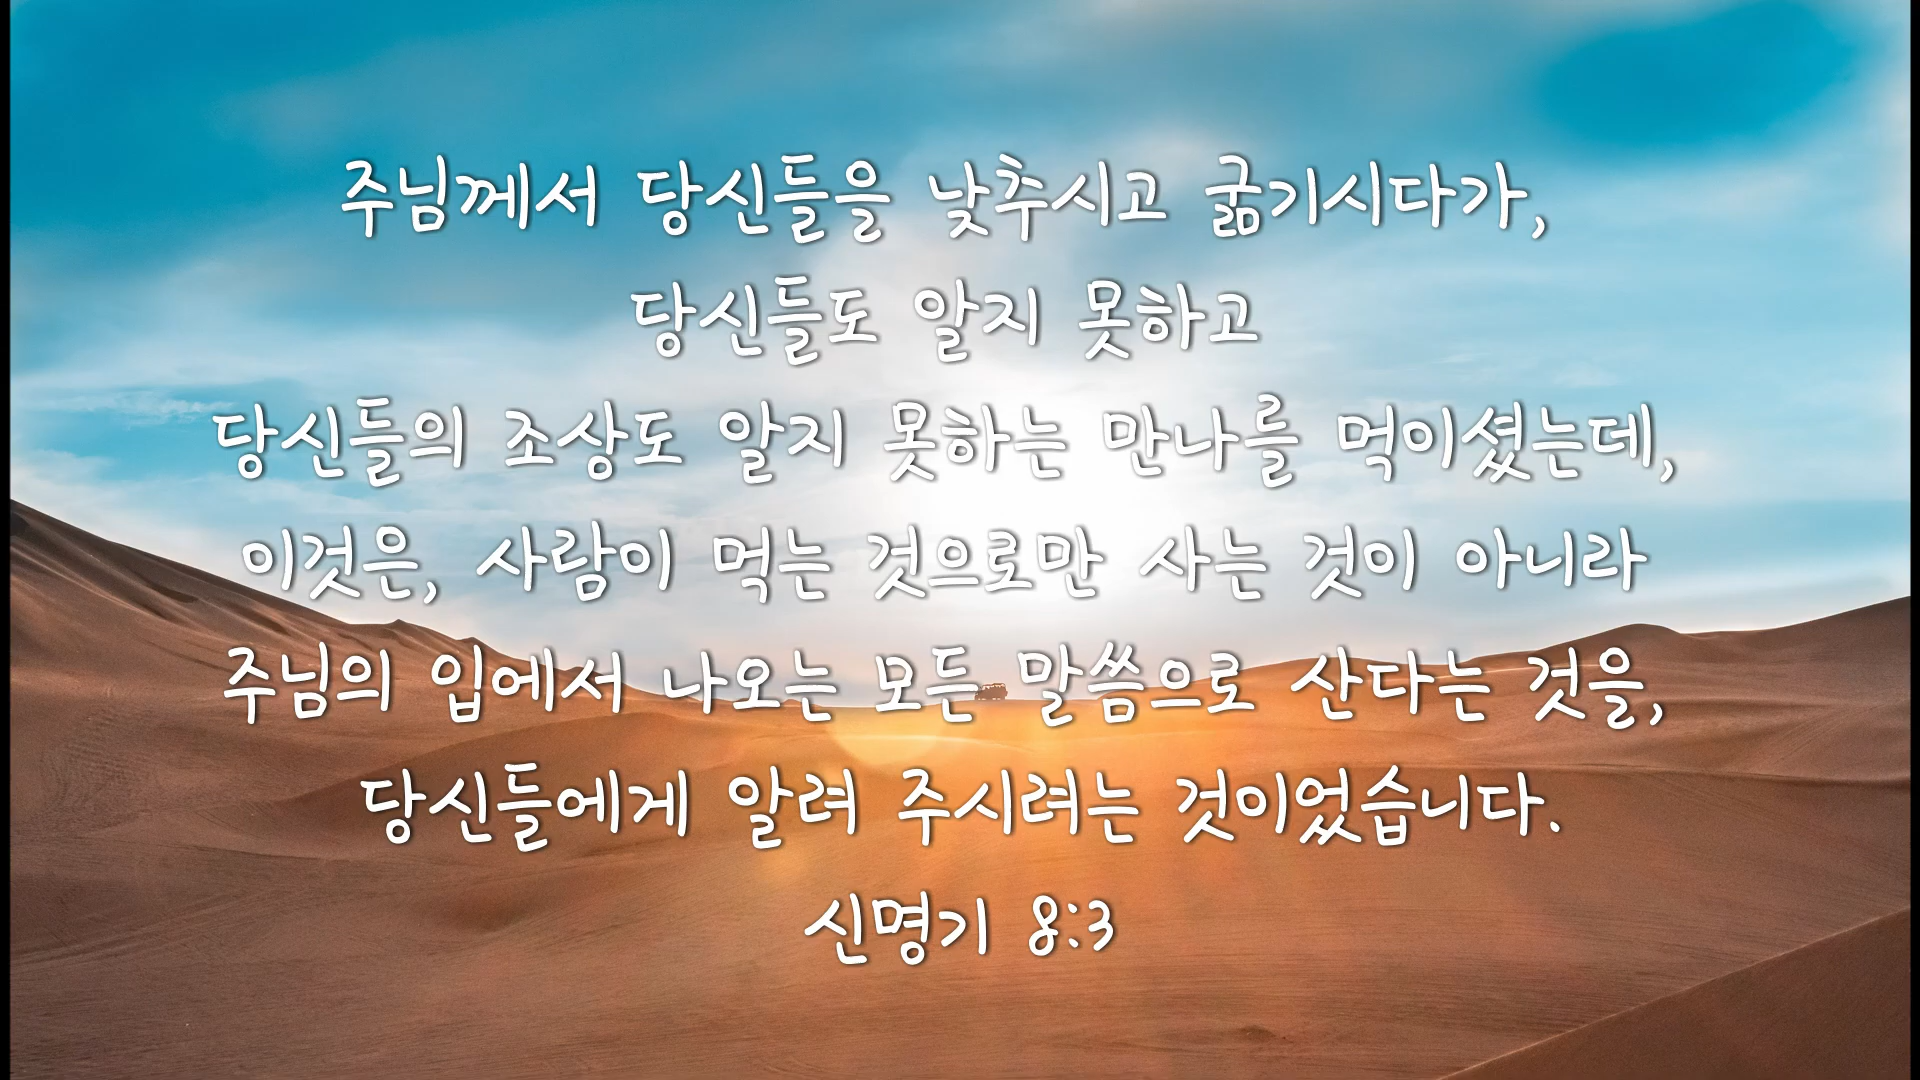 주님께서 당신들을 낮추시고 굶기시다가,
당신들도 알지 못하고
당신들의 조상도 알지 못하는 만나를 먹이셨는데,
이것은, 사람이 먹는 것으로만 사는 것이 아니라
주님의 입에서 나오는 모든 말씀으로 산다는 것을,
당신들에게 알려 주시려는 것이었습니다.
신명기 8:3